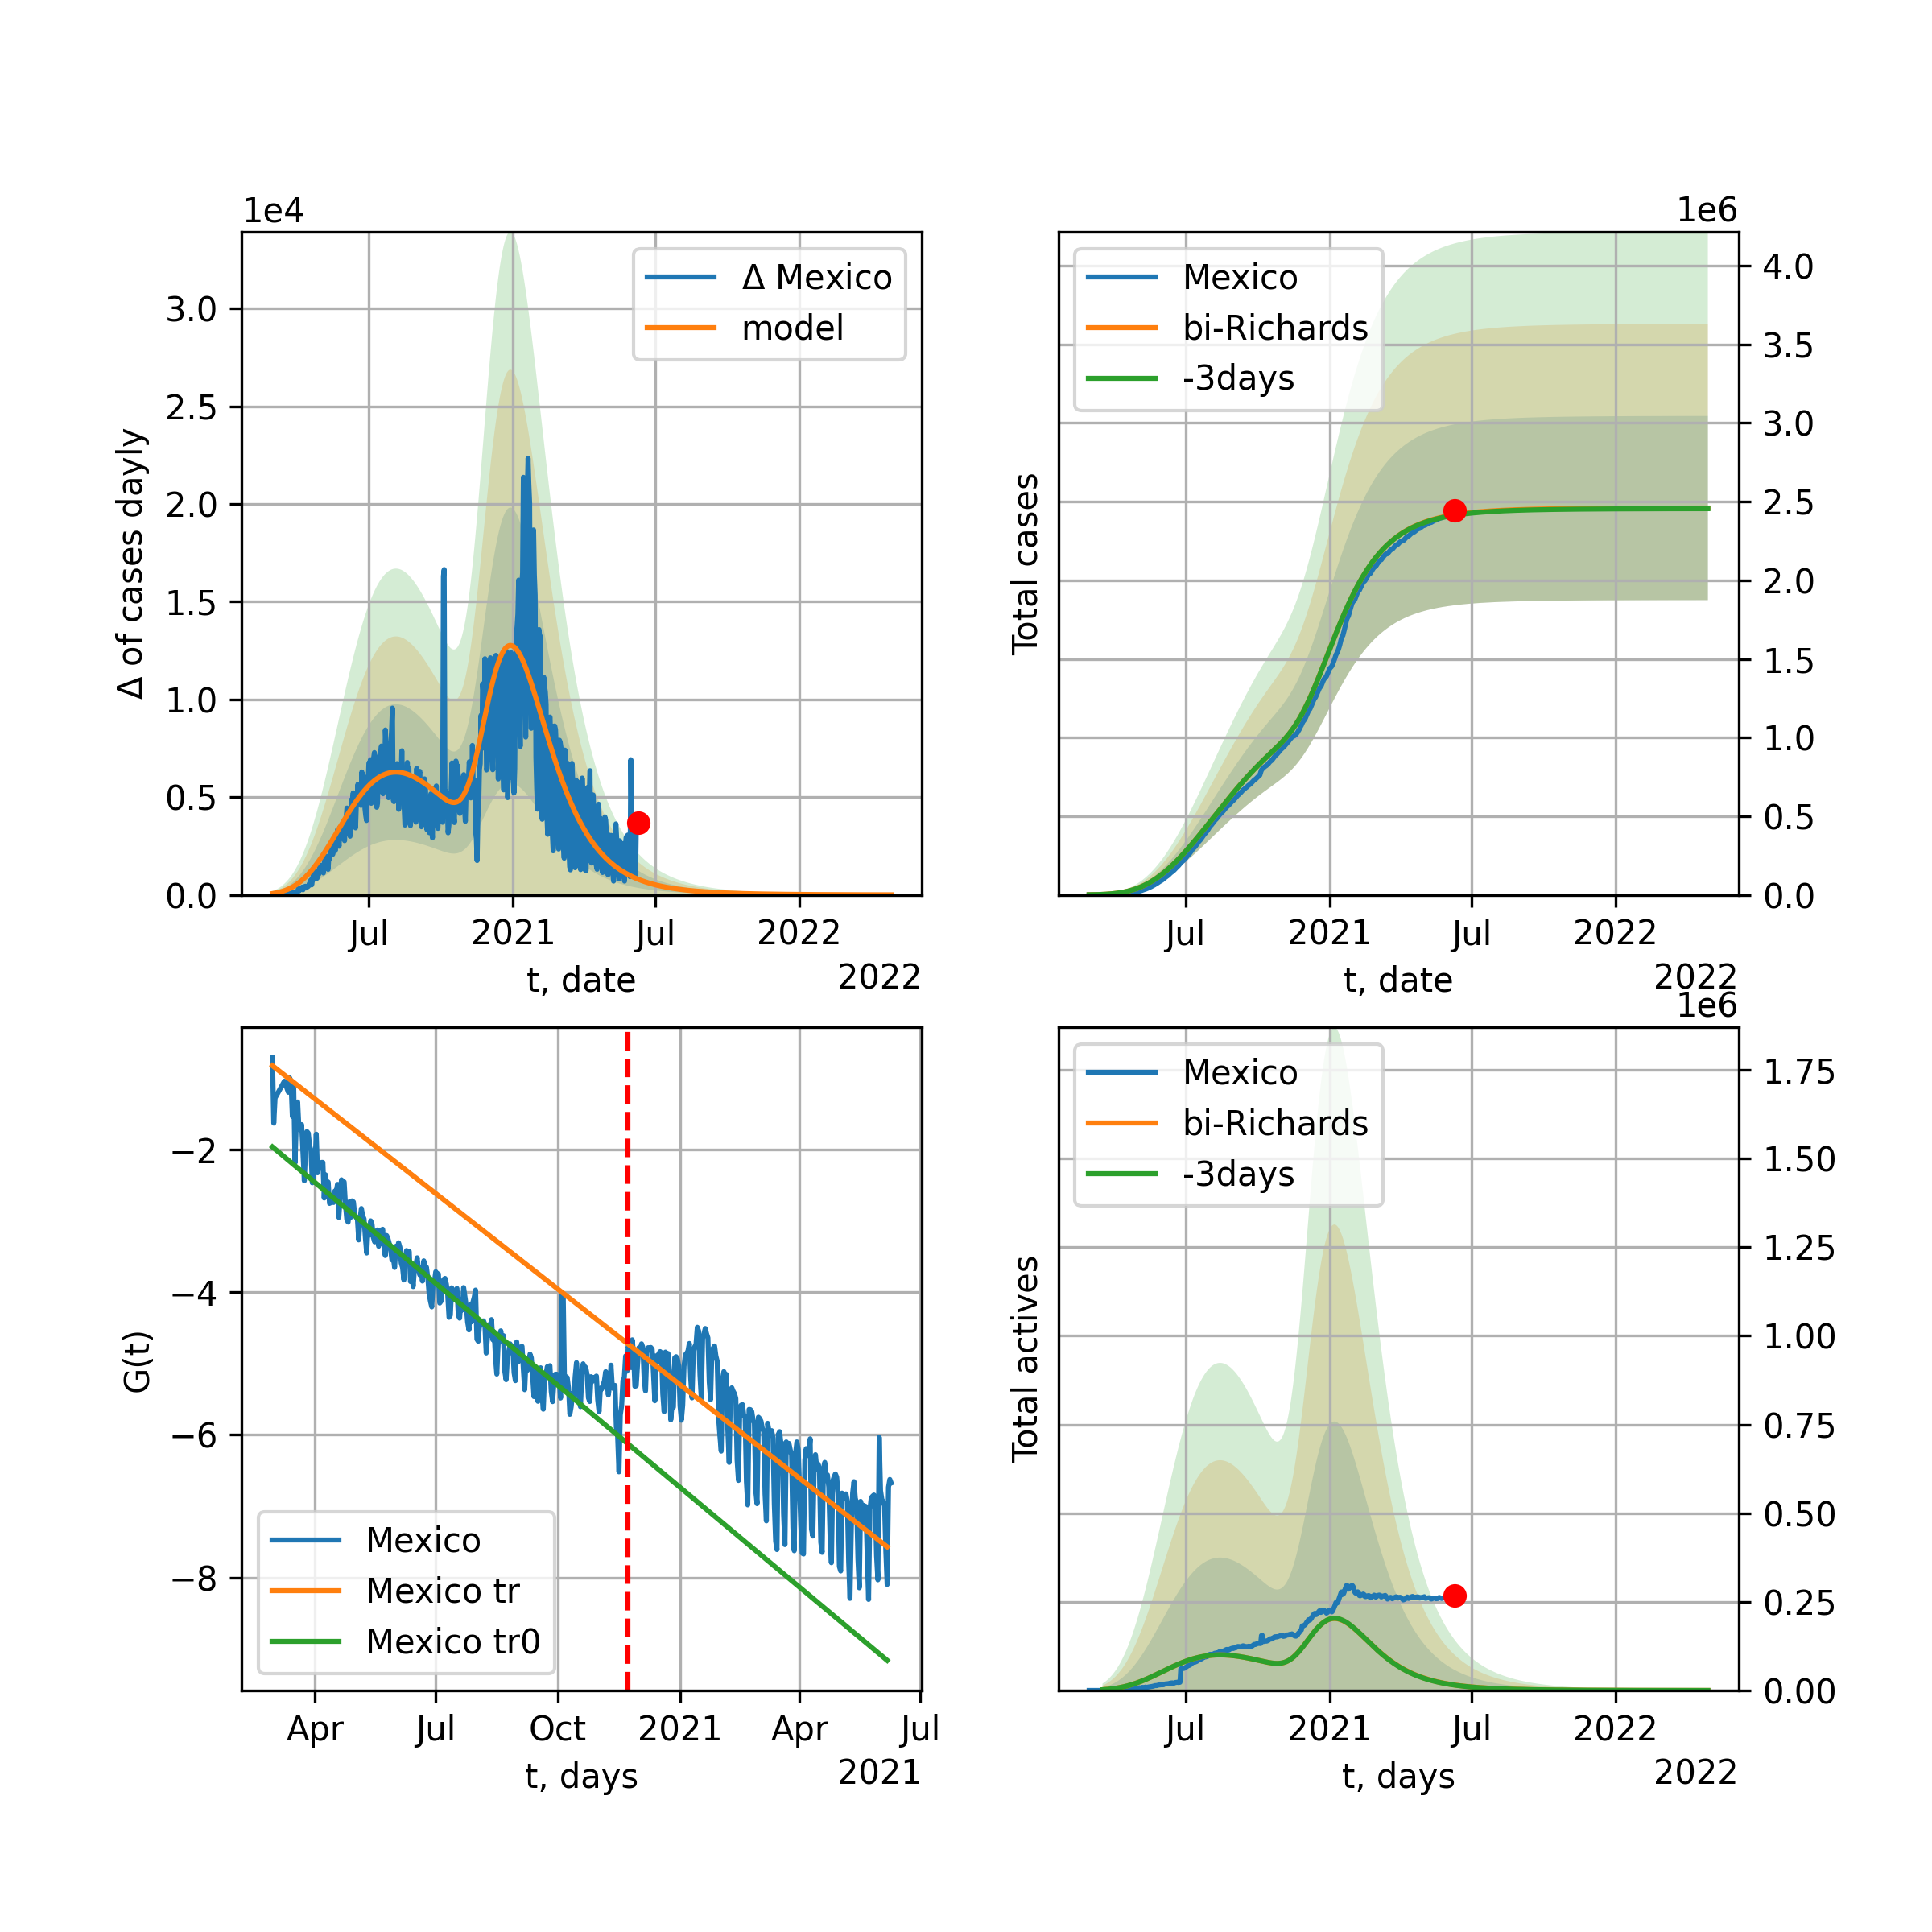 1e4
Δ of cases dayly
3.0
2.5
2.0
1.5
1.0
0.5
0.0
Δ Mexico
model
Jul 2021 Jul 2022
t, date
2022
1e6
Total cases
Mexico
bi-Richards
-3days
4.0
3.5
3.0
2.5
2.0
1.5
1.0
0.5
0.0
Jul 2021 Jul 2022
t, date
2022
G(t)
−2
−4
−6
−8
Mexico
Mexico tr
Mexico tr0
Apr Jul Oct 2021 Apr Jul
t, days
2021
1e6
Total actives
Mexico
bi-Richards
-3days
1.75
1.50
1.25
1.00
0.75
0.50
0.25
0.00
Jul 2021 Jul 2022
t, days
2022